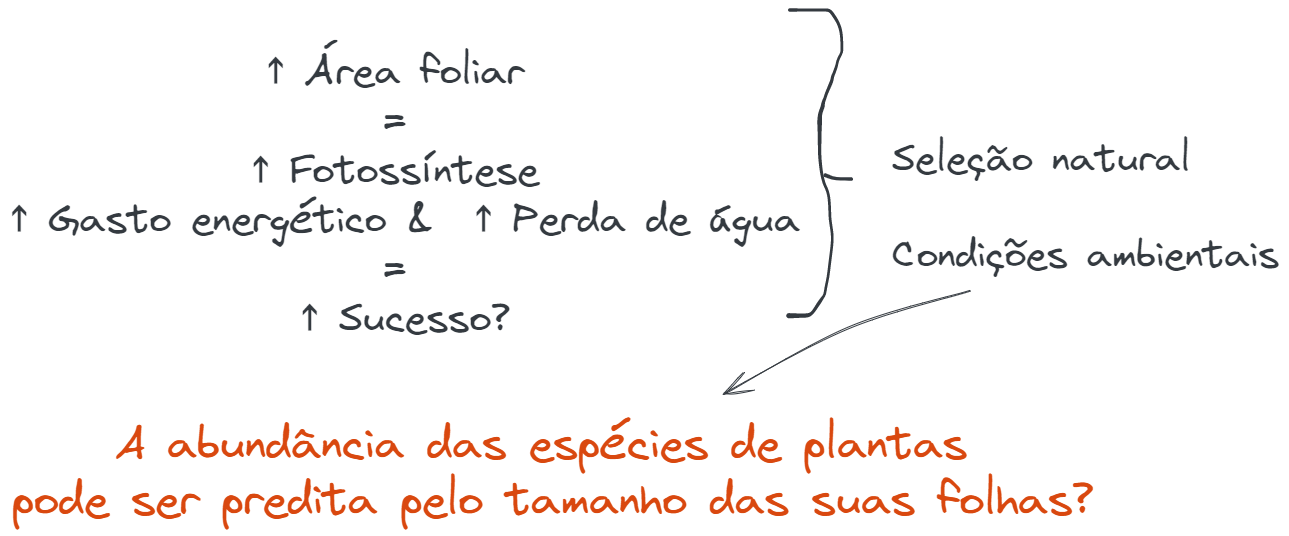 ↑ Área foliar
=
↑ Fotossíntese
↑ Gasto energético & ↑ Perda de água
=
↑ Sucesso?
Seleção natural
Condições ambientais
A abundância das espécies de plantas
pode ser predita pelo tamanho das suas folhas?